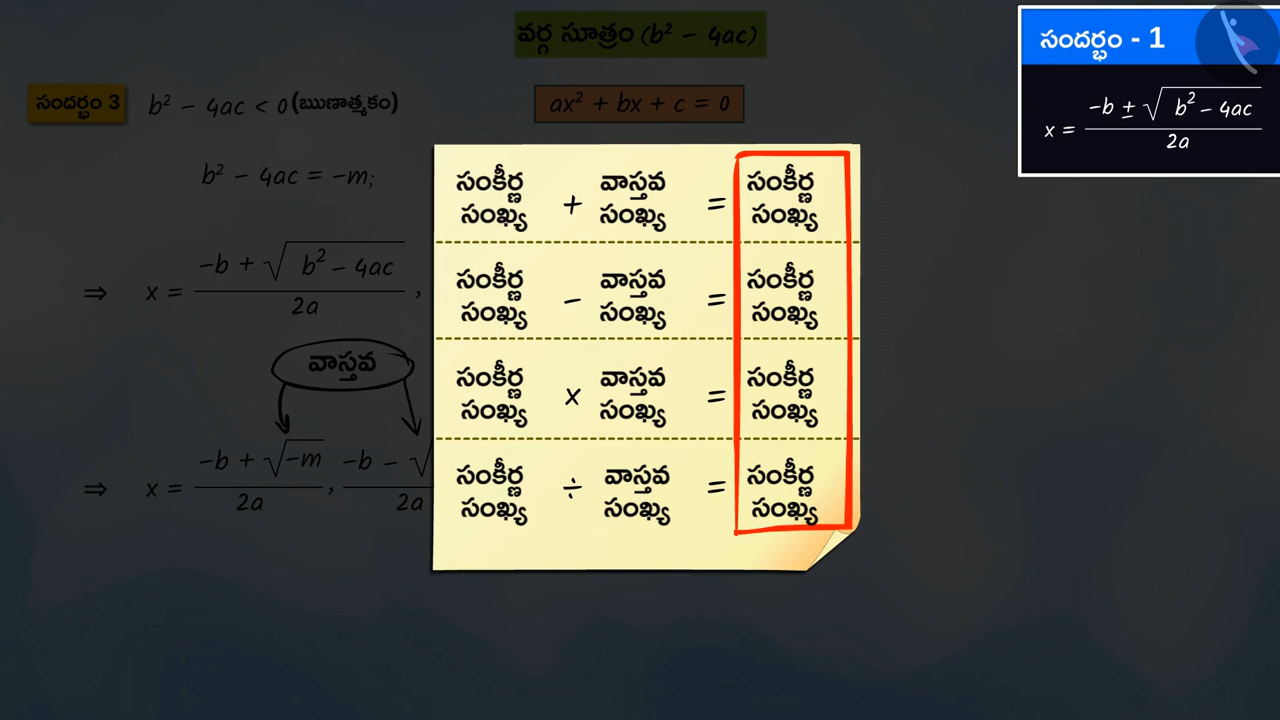 వర్గ సూత్రం (b² − 4ac)
సందర్భం - 1
x = (−b ± √(b² − 4ac)) / 2a
సందర్భం 3 b² − 4ac < 0 (ఋణాత్మకం) ax² + bx + c = 0
b² − 4ac = −m;
⇒ x = (−b + √(b² − 4ac)) / 2a ,
వాస్తవ
⇒ x = (−b + √−m) / 2a , −b − √ / 2a
సంకీర్ణ సంఖ్య + వాస్తవ సంఖ్య = సంకీర్ణ సంఖ్య
సంకీర్ణ సంఖ్య − వాస్తవ సంఖ్య = సంకీర్ణ సంఖ్య
సంకీర్ణ సంఖ్య x వాస్తవ సంఖ్య = సంకీర్ణ సంఖ్య
సంకీర్ణ సంఖ్య ÷ వాస్తవ సంఖ్య = సంకీర్ణ సంఖ్య